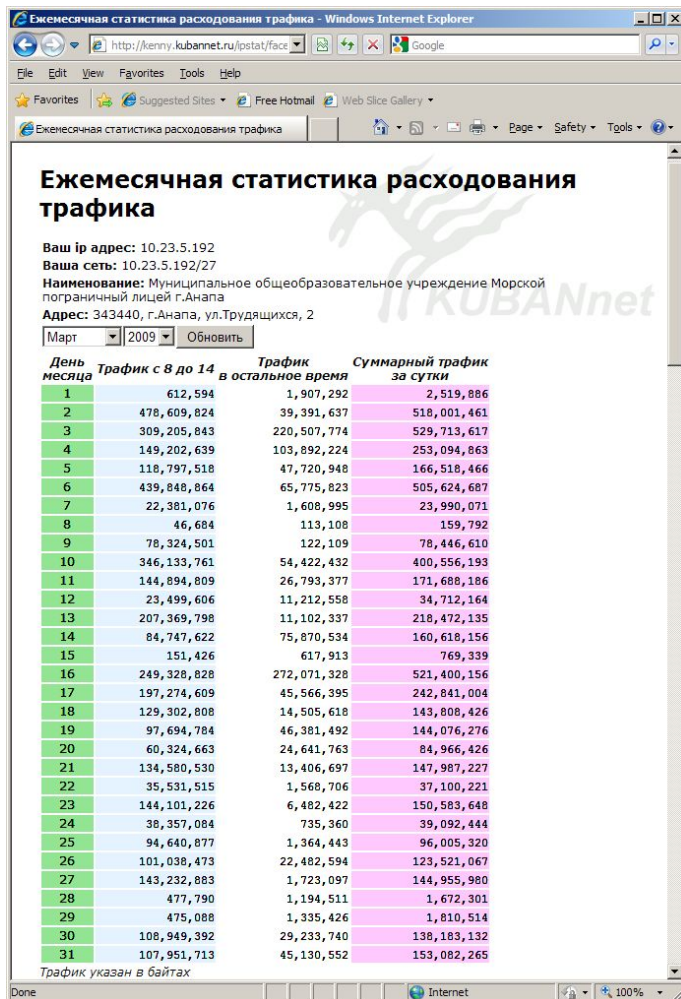 Ежемесячная статистика расходования трафика - Windows Internet Explorer
http://kenny.kubannet.ru/ipstat/face
Google
File Edit View Favorites Tools Help
Favorites Suggested Sites Free Hotmail Web Slice Gallery
Ежемесячная статистика расходования трафика Page Safety Tools
Ежемесячная статистика расходования
трафика
KUBANnet
Ваш ip адрес: 10.23.5.192
Ваша сеть: 10.23.5.192/27
Наименование: Муниципальное общеобразовательное учреждение Морской
пограничный лицей г.Анапа
Адрес: 343440, г.Анапа, ул.Трудящихся, 2
Март 2009 Обновить
День месяца Трафик с 8 до 14 Трафик в остальное время Суммарный трафик за сутки
1 612,594 1,907,292 2,519,886
2 478,609,824 39,391,637 518,001,461
3 309,205,843 220,507,774 529,713,617
4 149,202,639 103,892,224 253,094,863
5 118,797,518 47,720,948 166,518,466
6 439,848,864 65,775,823 505,624,687
7 22,381,076 1,608,995 23,990,071
8 46,684 113,108 159,792
9 78,324,501 122,109 78,446,610
10 346,133,761 54,422,432 400,556,193
11 144,894,809 26,793,377 171,688,186
12 23,499,606 11,212,558 34,712,164
13 207,369,798 11,102,337 218,472,135
14 84,747,622 75,870,534 160,618,156
15 151,426 617,913 769,339
16 249,328,828 272,071,328 521,400,156
17 197,274,609 45,566,395 242,841,004
18 129,302,808 14,505,618 143,808,426
19 97,694,784 46,381,492 144,076,276
20 60,324,663 24,641,763 84,966,426
21 134,580,530 13,406,697 147,987,227
22 35,531,515 1,568,706 37,100,221
23 144,101,226 6,482,422 150,583,648
24 38,357,084 735,360 39,092,444
25 94,640,877 1,364,443 96,005,320
26 101,038,473 22,482,594 123,521,067
27 143,232,883 1,723,097 144,955,980
28 477,790 1,194,511 1,672,301
29 475,088 1,335,426 1,810,514
30 108,949,392 29,233,740 138,183,132
31 107,951,713 45,130,552 153,082,265
Трафик указан в байтах
Done Internet 100%